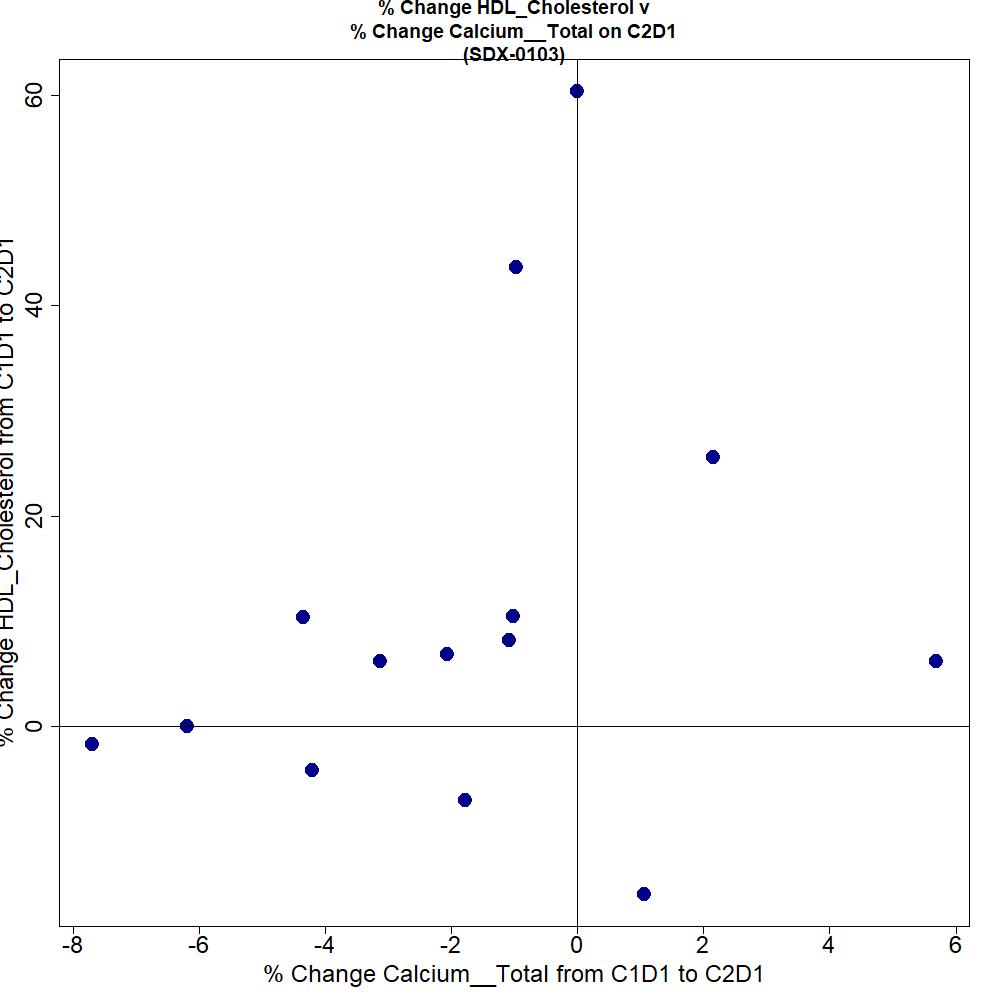 % Change HDL_Cholesterol v
% Change Calcium__Total on C2D1
(SDX-0103)
% Change HDL_Cholesterol from C1D1 to C2D1
60
40
20
0
-8 -6 -4 -2 0 2 4 6
% Change Calcium__Total from C1D1 to C2D1